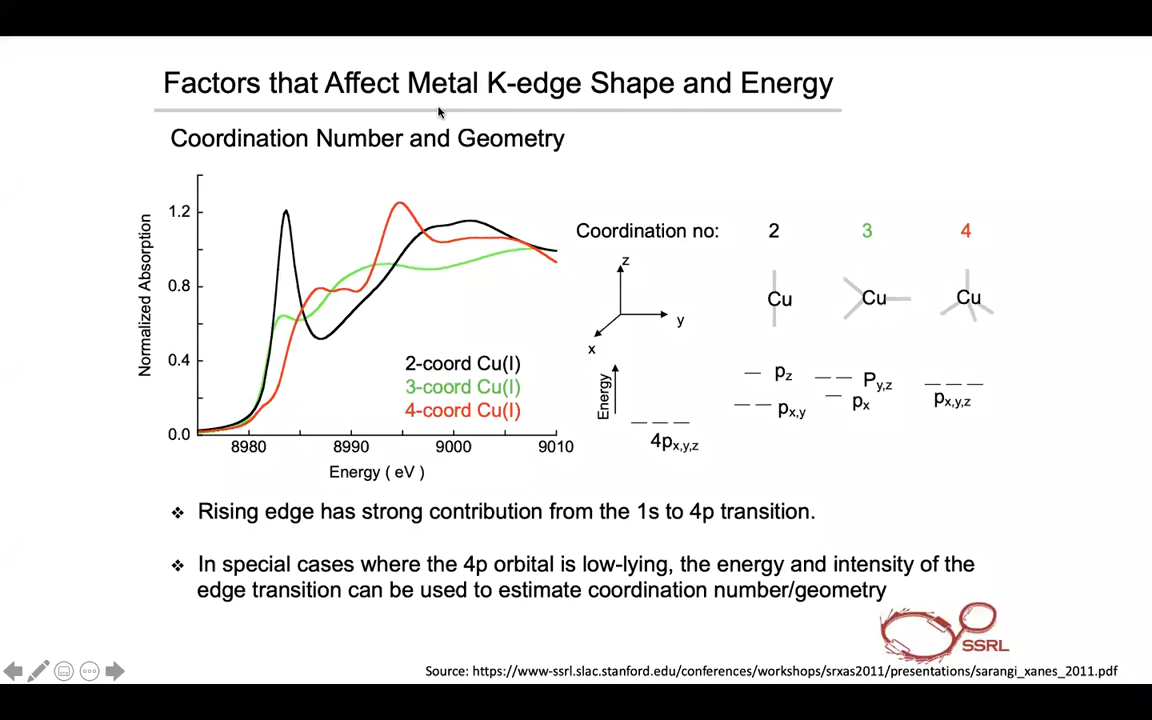 Factors that Affect Metal K-edge Shape and Energy
Coordination Number and Geometry
Normalized Absorption
1.2
0.8
0.4
0.0
8980
8990
9000
9010
Energy ( eV )
2-coord Cu(I)
3-coord Cu(I)
4-coord Cu(I)
Coordination no:
2
3
4
z
y
x
Cu
Cu
Cu
Energy
4px,y,z
pz
px,y
Py,z
px
px,y,z
❖ Rising edge has strong contribution from the 1s to 4p transition.
❖ In special cases where the 4p orbital is low-lying, the energy and intensity of the
edge transition can be used to estimate coordination number/geometry
SSRL
Source: https://www-ssrl.slac.stanford.edu/conferences/workshops/srxas2011/presentations/sarangi_xanes_2011.pdf